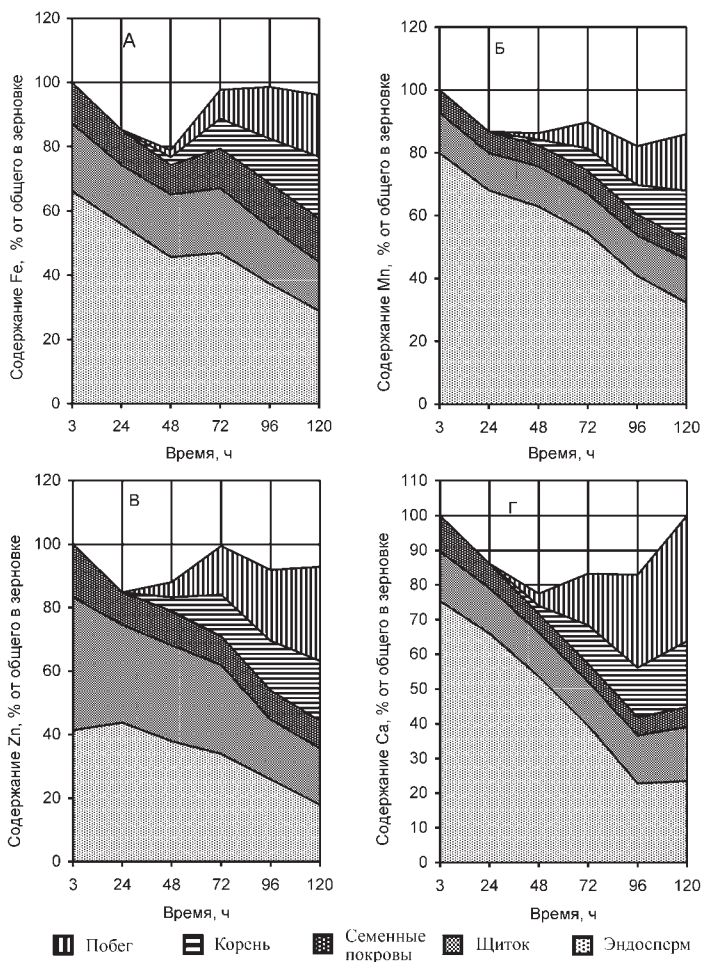 120
100
80
60
40
20
0
А
Содержание Fe, % от общего в зерновке
3 24 48 72 96 120
Время, ч
120
100
80
60
40
20
0
Б
Содержание Mn, % от общего в зерновке
3 24 48 72 96 120
Время, ч
120
100
80
60
40
20
0
В
Содержание Zn, % от общего в зерновке
3 24 48 72 96 120
Время, ч
110
100
90
80
70
60
50
40
30
20
10
0
Г
Содержание Ca, % от общего в зерновке
3 24 48 72 96 120
Время, ч
Побег
Корень
Семенные
покровы
Щиток
Эндосперм